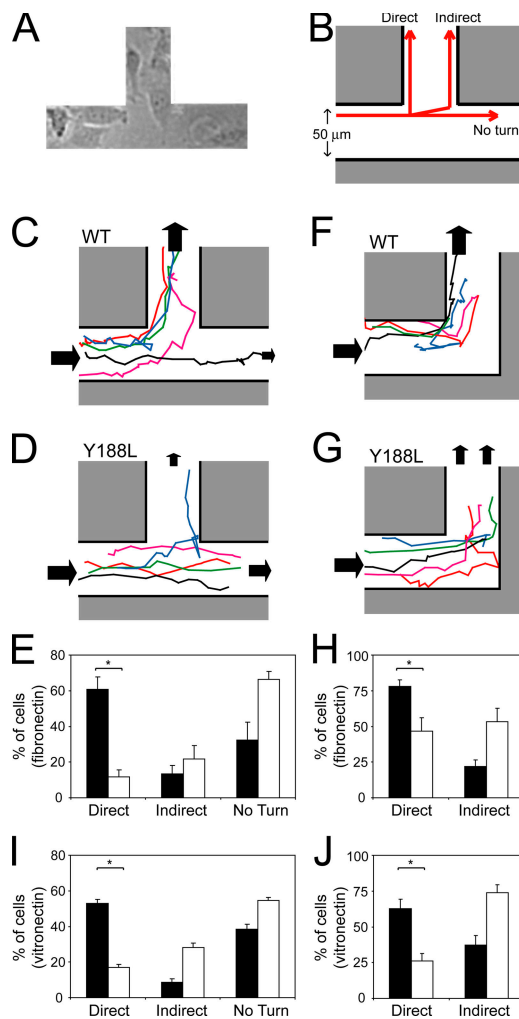 A
B
Direct
Indirect
50 μm
No turn
C
WT
F
WT
D
Y188L
G
Y188L
E
% of cells
(fibronectin)
80
60
40
20
0
*
Direct
Indirect
No Turn
H
% of cells
(fibronectin)
100
75
50
25
0
*
Direct
Indirect
I
% of cells
(vitronectin)
80
60
40
20
0
*
Direct
Indirect
No Turn
J
% of cells
(vitronectin)
100
75
50
25
0
*
Direct
Indirect